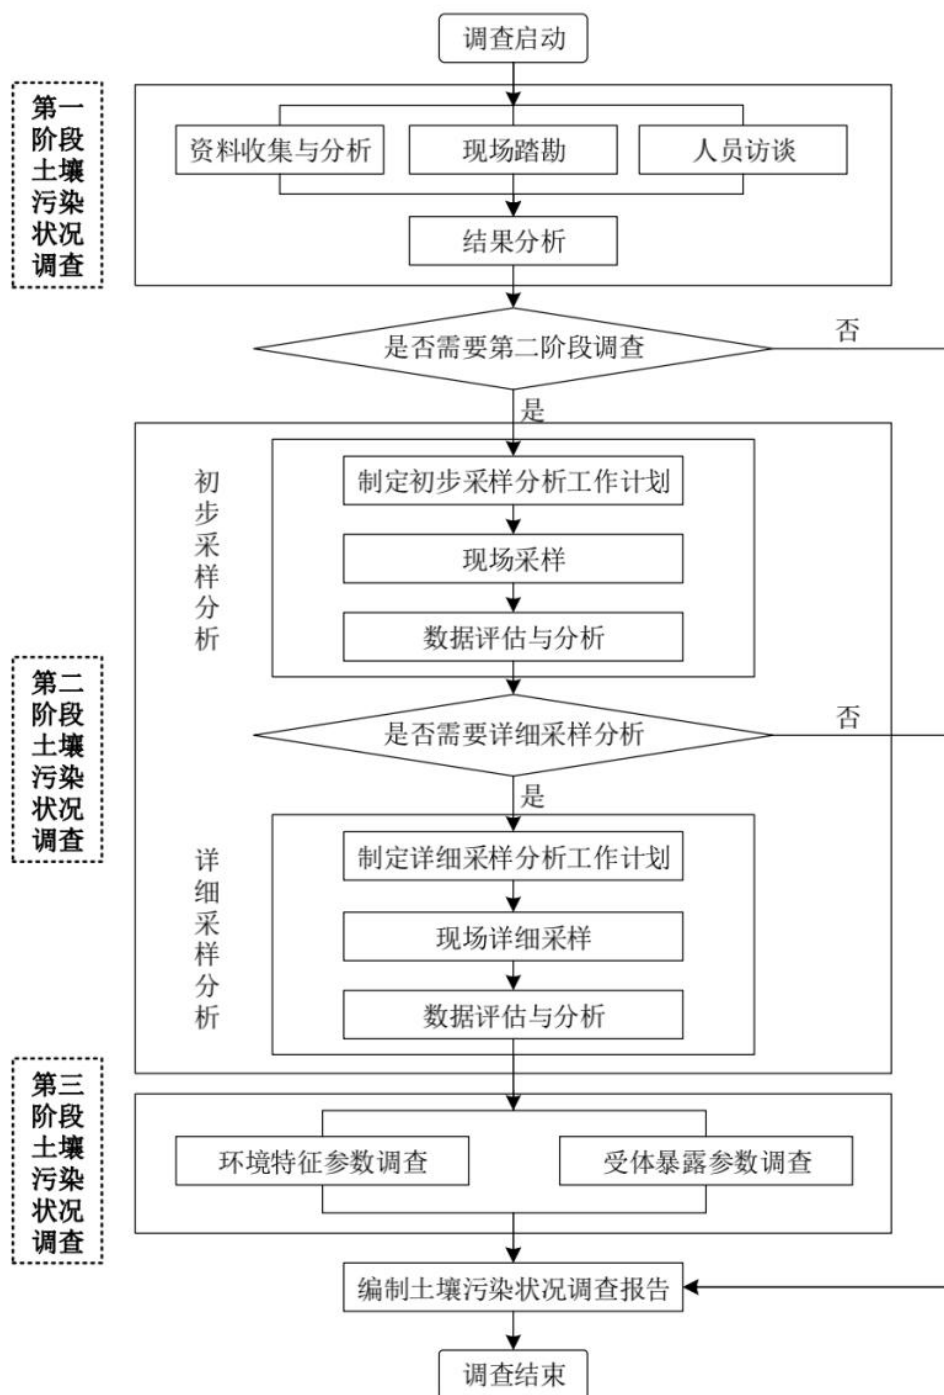 调查启动
第一
阶段
土壤
污染
状况
调查
资料收集与分析
现场踏勘
人员访谈
结果分析
是否需要第二阶段调查
否
是
初
步
采
样
分
析
制定初步采样分析工作计划
现场采样
数据评估与分析
第二
阶段
土壤
污染
状况
调查
是否需要详细采样分析
否
是
详
细
采
样
分
析
制定详细采样分析工作计划
现场详细采样
数据评估与分析
第三
阶段
土壤
污染
状况
调查
环境特征参数调查
受体暴露参数调查
编制土壤污染状况调查报告
调查结束